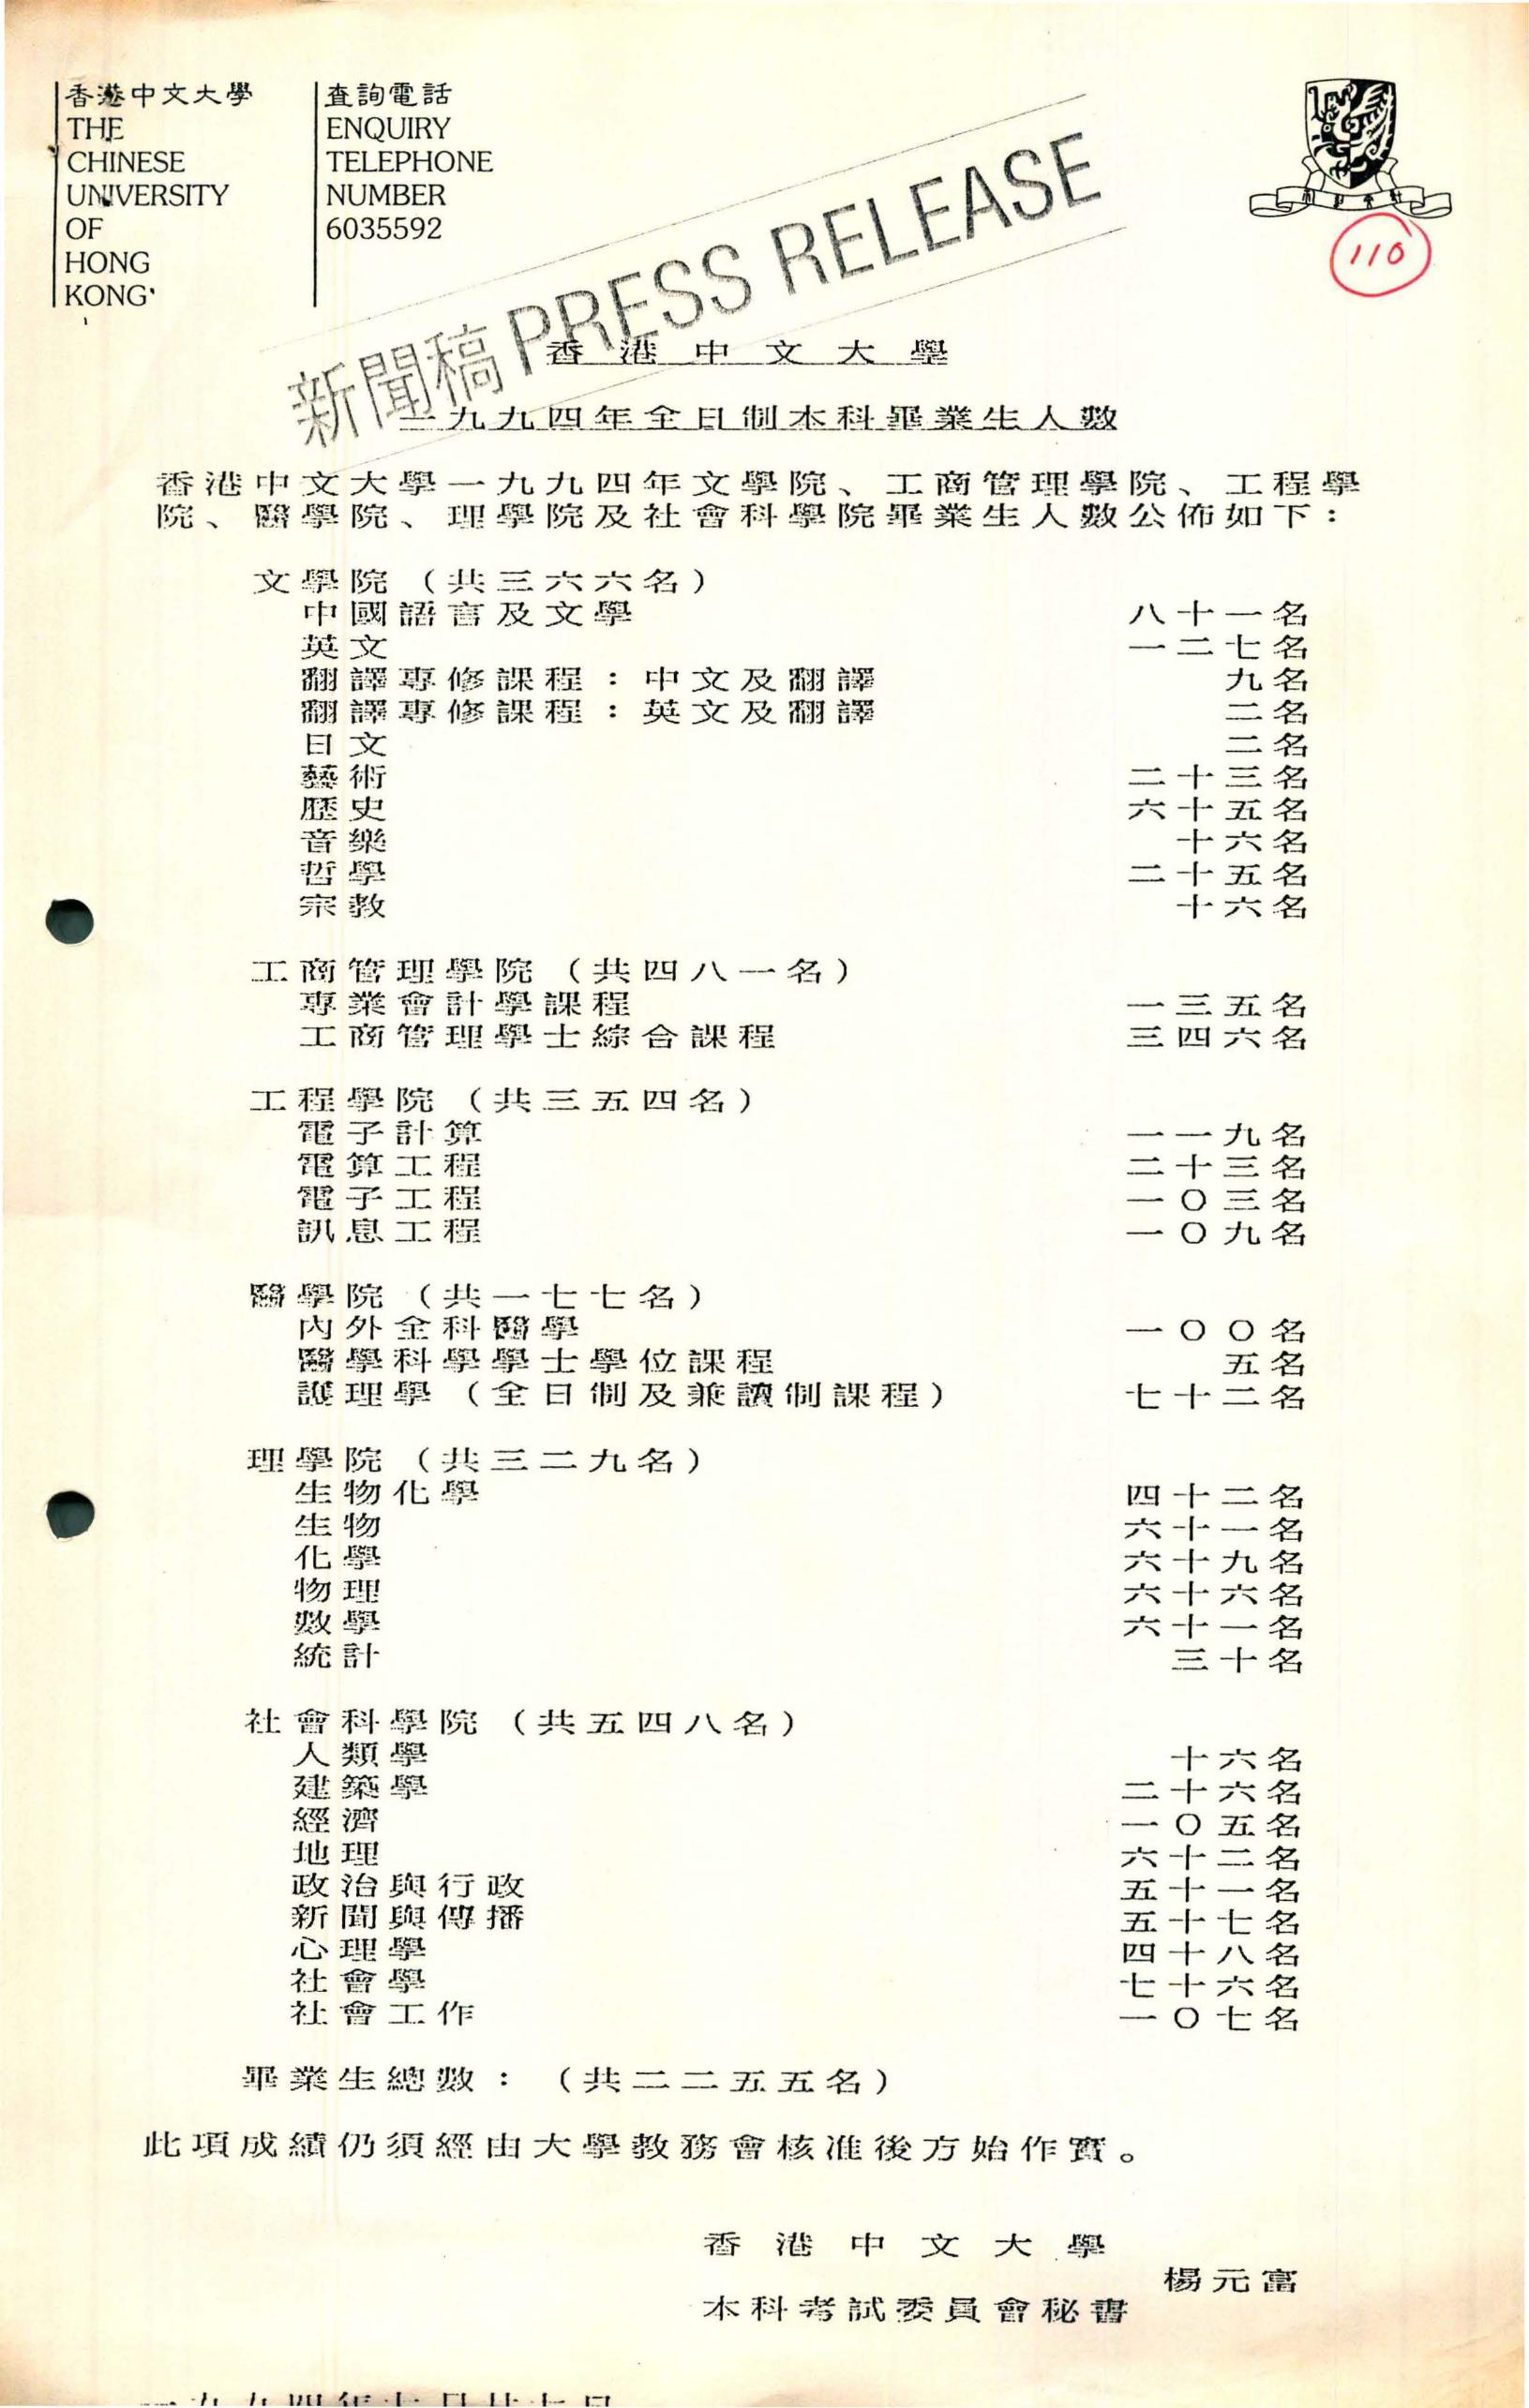 香港中文大學
THE
CHINESE
UNIVERSITY
OF
HONG
KONG
查詢電話
ENQUIRY
TELEPHONE
NUMBER
6035592
110
新聞稿 PRESS RELEASE
香港中文大學
一九九四年全日制本科畢業生人數
香港中文大學一九九四年文學院、工商管理學院、工程學
院、醫學院、理學院及社會科學院畢業生人數公佈如下：
文學院（共三六六名）
中國語言及文學 八十一名
英文 一二七名
翻譯專修課程：中文及翻譯 九名
翻譯專修課程：英文及翻譯 二名
日文 二名
藝術 二十三名
歷史 六十五名
音樂 十六名
哲學 二十五名
宗教 十六名
工商管理學院（共四八一名）
專業會計學課程 一三五名
工商管理學士綜合課程 三四六名
工程學院（共三五四名）
電子計算 一一九名
電算工程 二十三名
電子工程 一〇三名
訊息工程 一〇九名
醫學院（共一七七名）
內外全科醫學 一〇〇名
醫學科學學士學位課程 五名
護理學（全日制及兼讀制課程） 七十二名
理學院（共三二九名）
生物化學 四十二名
生物 六十一名
化學 六十九名
物理 六十六名
數學 六十一名
統計 三十名
社會科學院（共五四八名）
人類學 十六名
建築學 二十六名
經濟 一〇五名
地理 六十二名
政治與行政 五十一名
新聞與傳播 五十七名
心理學 四十八名
社會學 七十六名
社會工作 一〇七名
畢業生總數：（共二二五五名）
此項成績仍須經由大學教務會核准後方始作實。
香港中文大學
楊元富
本科考試委員會秘書
一九九四年七月廿七日